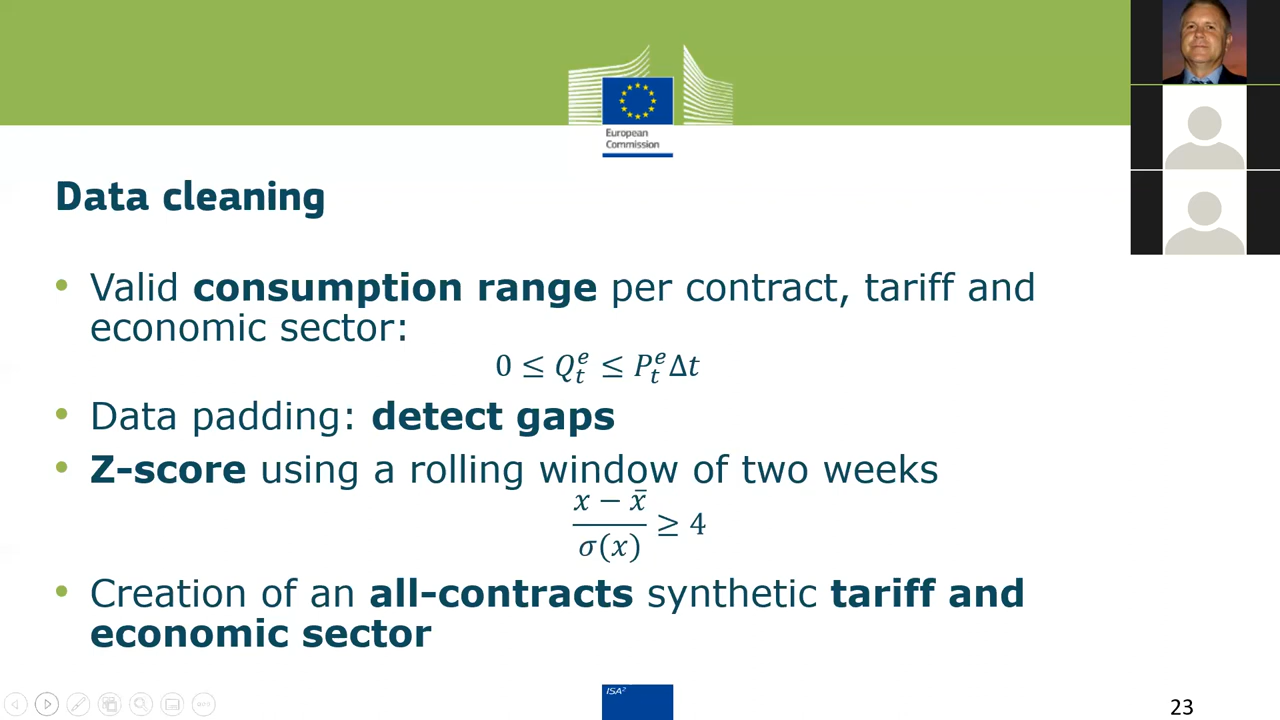 European
Commission
Data cleaning
• Valid consumption range per contract, tariff and
economic sector:
0 ≤ Q_t^e ≤ P_t^e Δt
• Data padding: detect gaps
• Z-score using a rolling window of two weeks
(x − x̄) / σ(x) ≥ 4
• Creation of an all-contracts synthetic tariff and
economic sector
ISA²
23